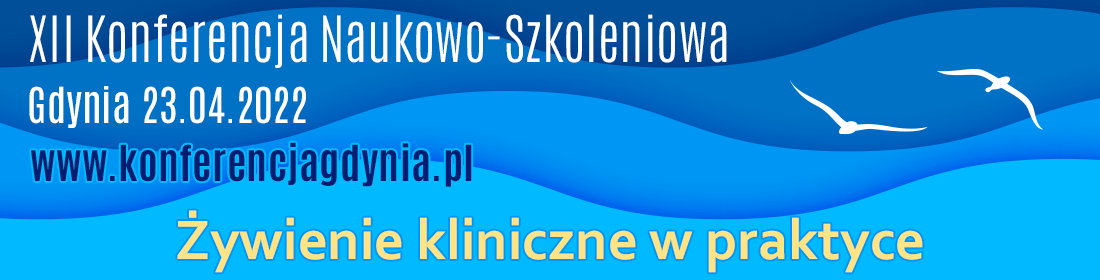 XII Konferencja Naukowo-Szkoleniowa
Gdynia 23.04.2022
www.konferencjagdynia.pl
Żywienie kliniczne w praktyce